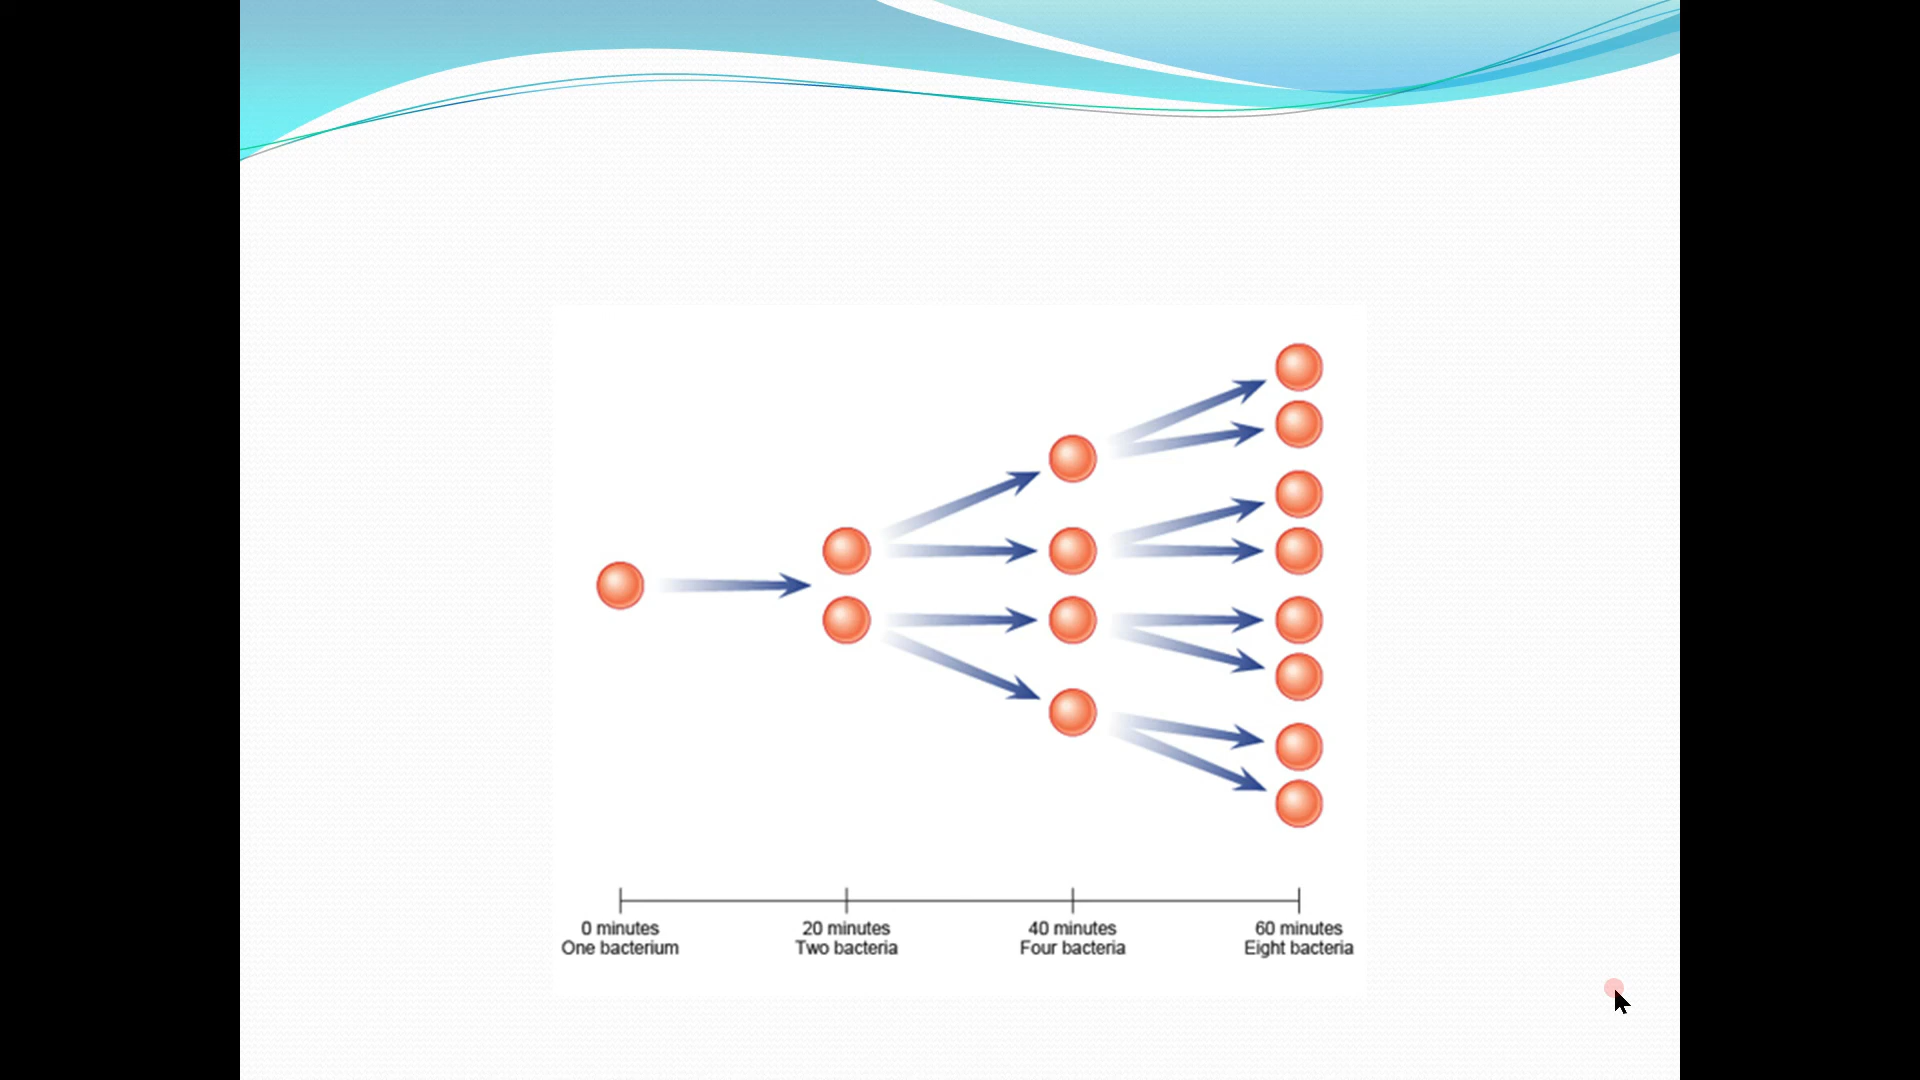 0 minutes
One bacterium
20 minutes
Two bacteria
40 minutes
Four bacteria
60 minutes
Eight bacteria